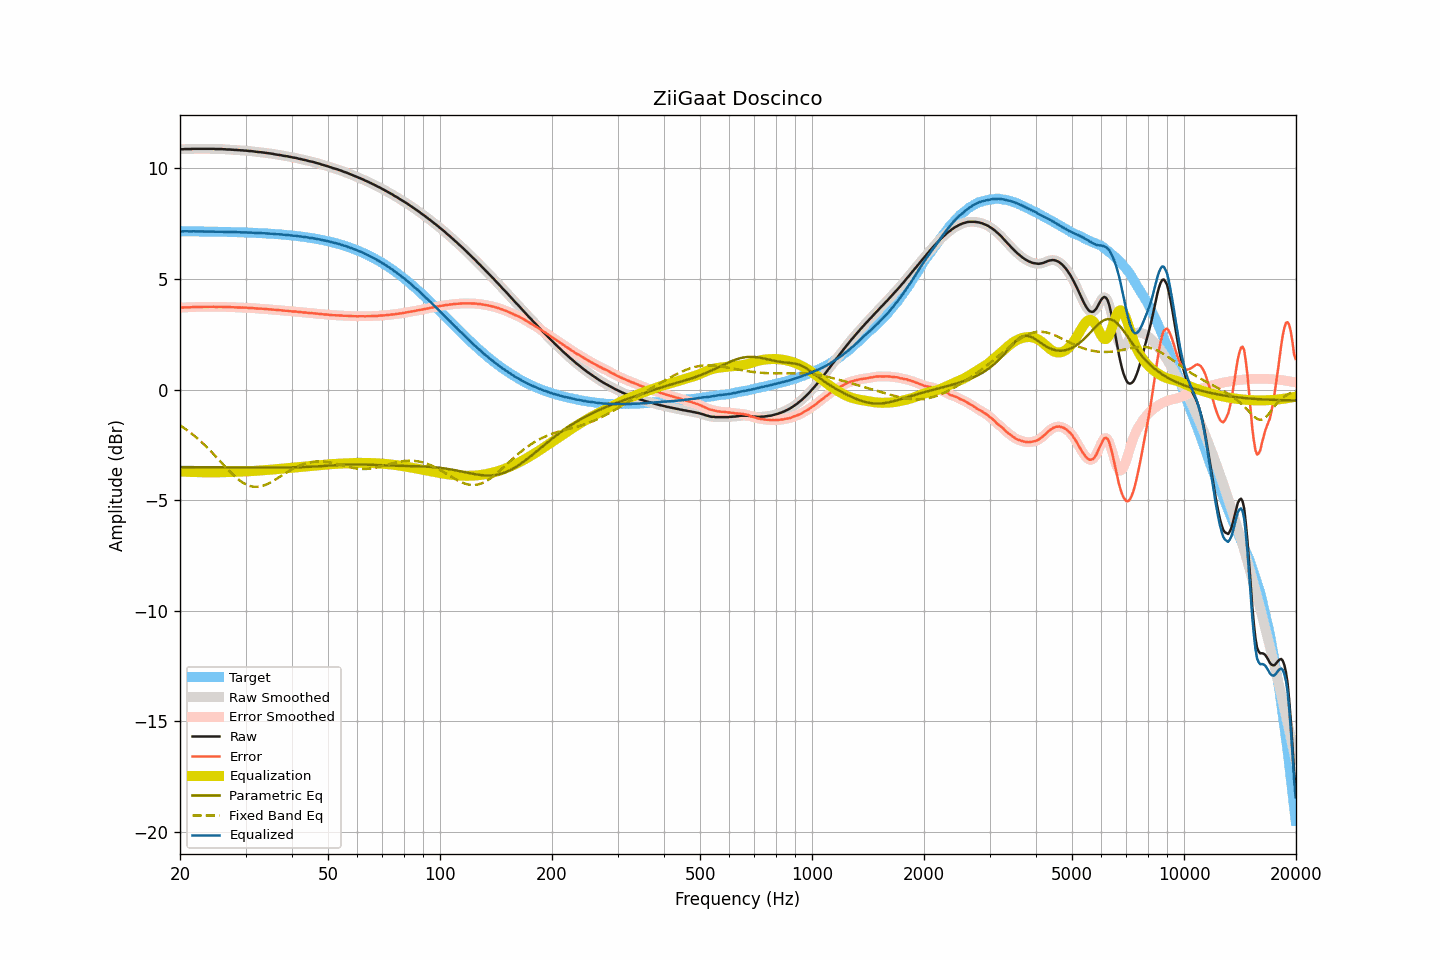 ZiiGaat Doscinco
Amplitude (dBr)
10
5
0
−5
−10
−15
−20
Target
Raw Smoothed
Error Smoothed
Raw
Error
Equalization
Parametric Eq
Fixed Band Eq
Equalized
20 50 100 200 500 1000 2000 5000 10000 20000
Frequency (Hz)